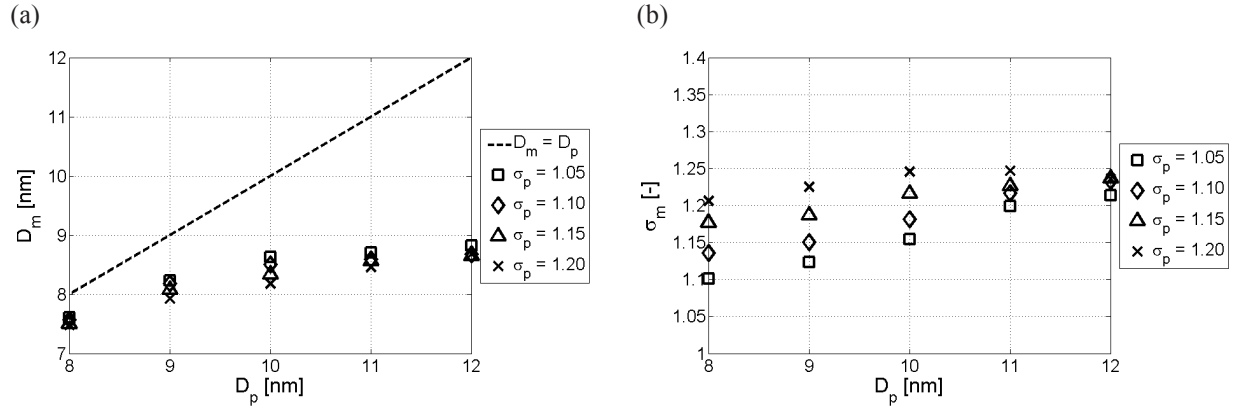 (a)
(b)
12
11
10
9
8
7
8
9
10
11
12
D_m [nm]
D_p [nm]
D_m = D_p
σ_p = 1.05
σ_p = 1.10
σ_p = 1.15
σ_p = 1.20
1.4
1.35
1.3
1.25
1.2
1.15
1.1
1.05
1
8
9
10
11
12
σ_m [-]
D_p [nm]
σ_p = 1.05
σ_p = 1.10
σ_p = 1.15
σ_p = 1.20